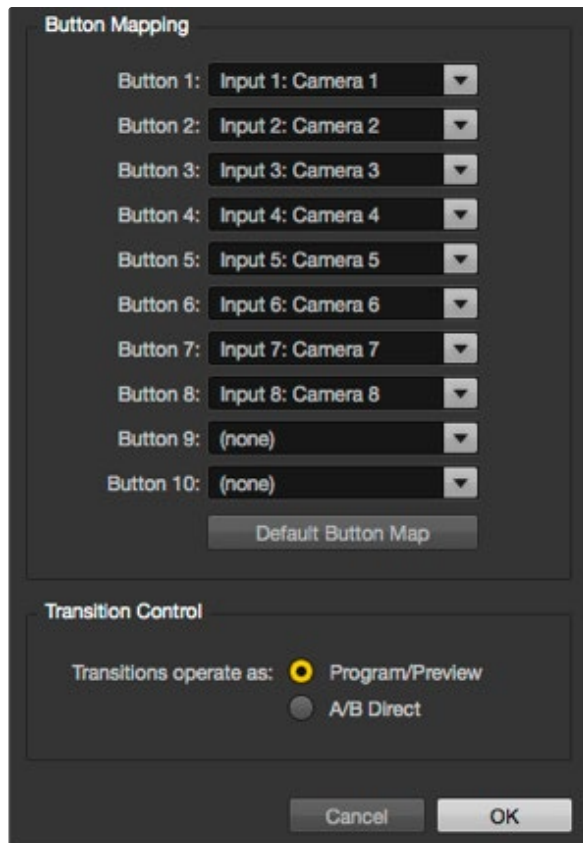 Button Mapping
Button 1: Input 1: Camera 1
Button 2: Input 2: Camera 2
Button 3: Input 3: Camera 3
Button 4: Input 4: Camera 4
Button 5: Input 5: Camera 5
Button 6: Input 6: Camera 6
Button 7: Input 7: Camera 7
Button 8: Input 8: Camera 8
Button 9: (none)
Button 10: (none)
Default Button Map
Transition Control
Transitions operate as: Program/Preview
A/B Direct
Cancel OK